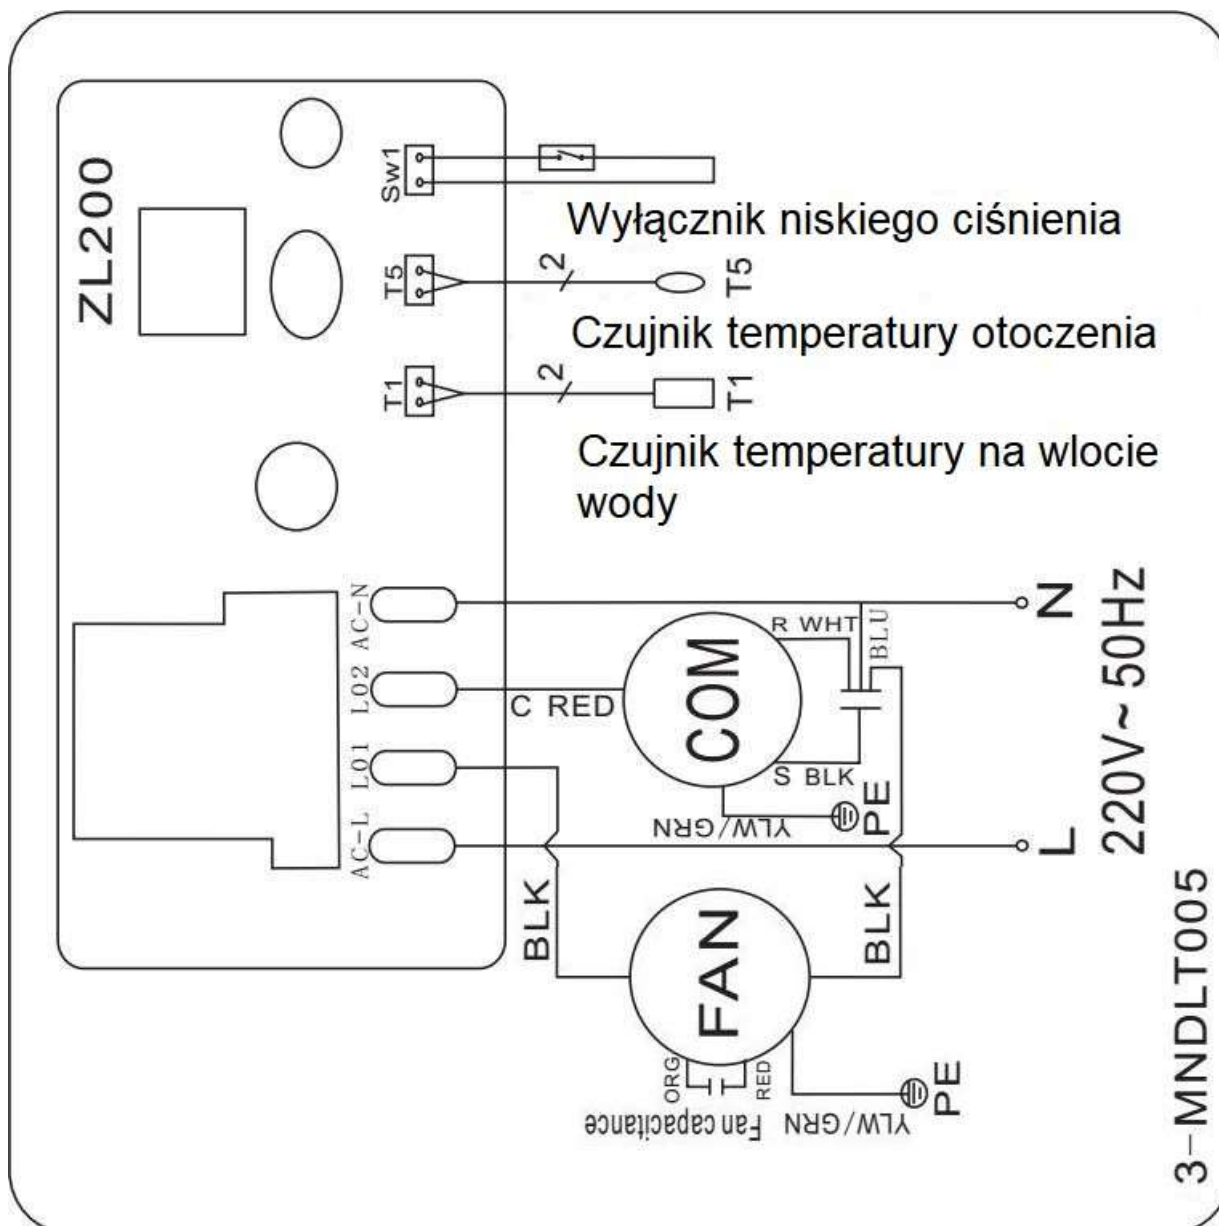 ZL200
Sw1
Wyłącznik niskiego ciśnienia
T5
2
T5
Czujnik temperatury otoczenia
T1
2
T1
Czujnik temperatury na wlocie
wody
AC-N
N
R WHT
BLU
LO2
C RED
COM
220V~ 50Hz
LO1
S BLK
YLW/GRN
PE
AC-L
L
BLK
FAN
BLK
ORG
RED
Fan capacitance
YLW/GRN
PE
3-MNDLT005